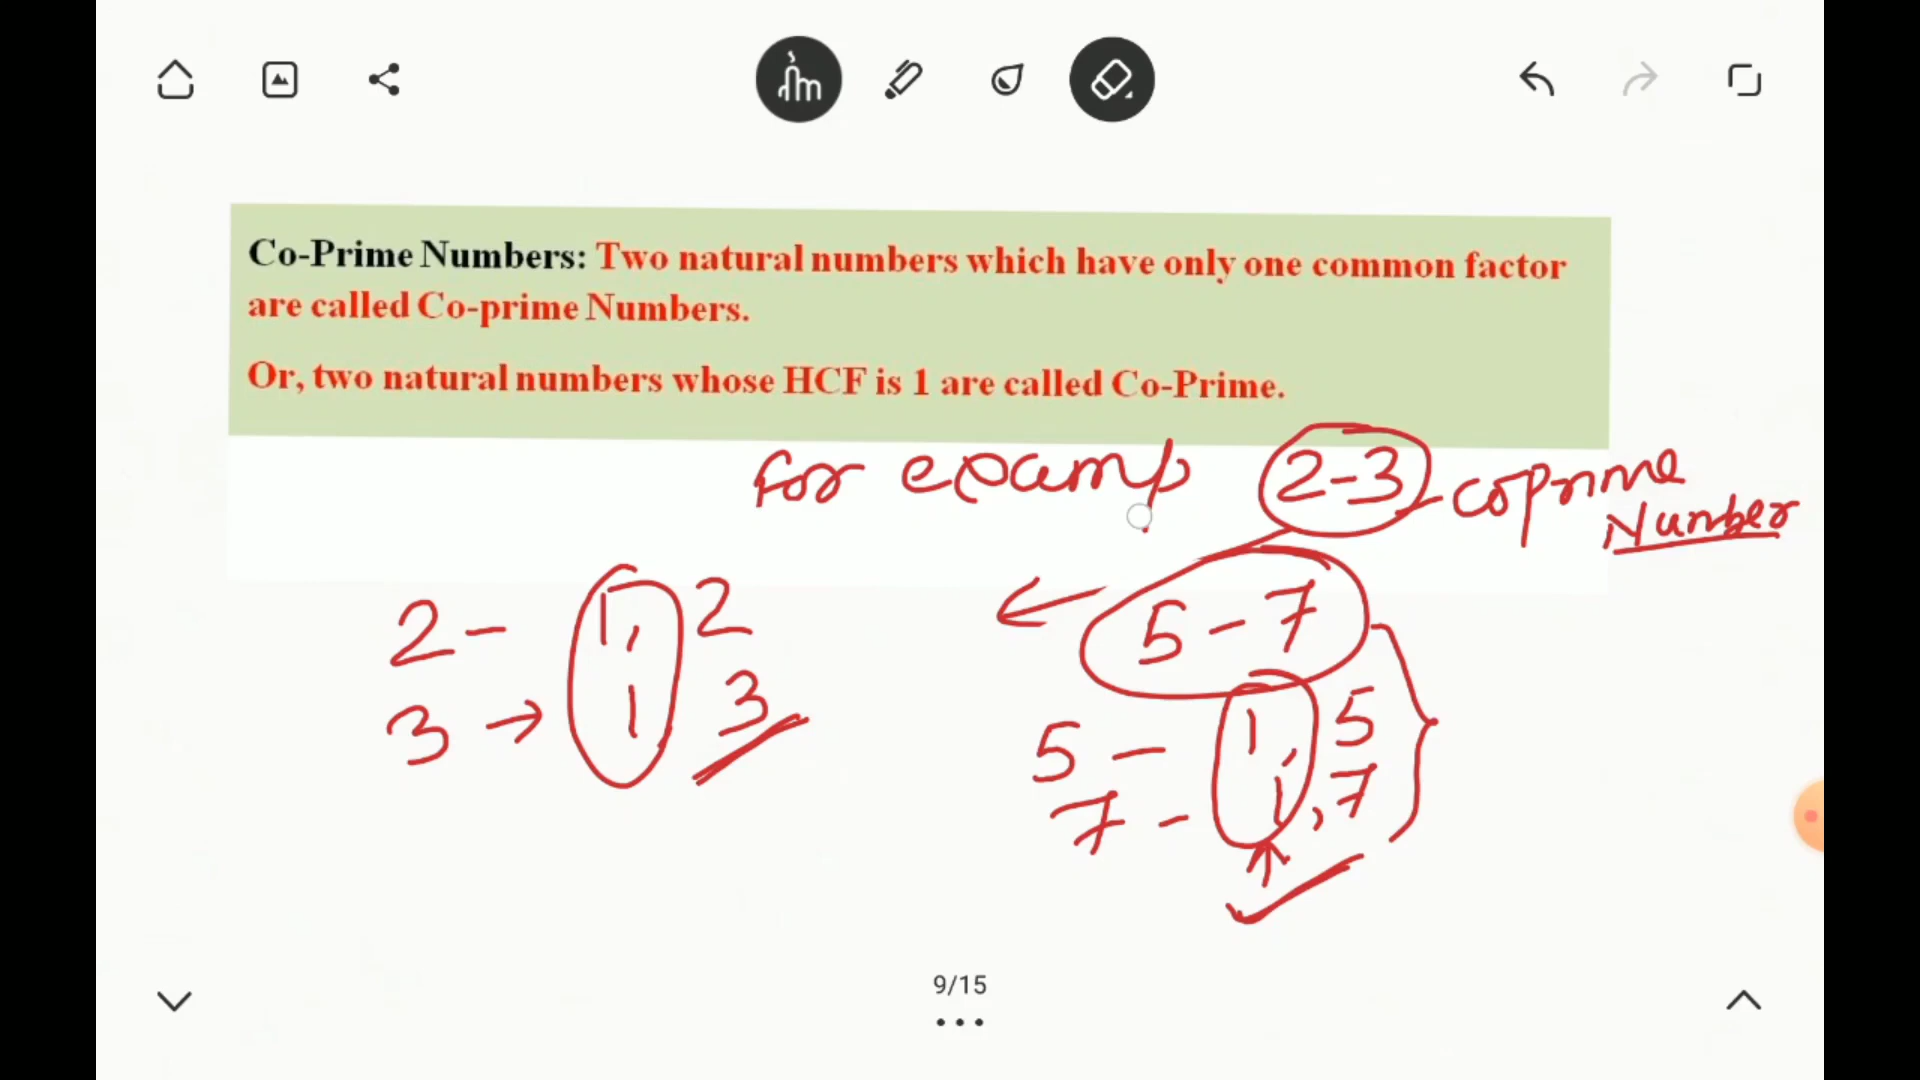 Co-Prime Numbers: Two natural numbers which have only one common factor
are called Co-prime Numbers.
Or, two natural numbers whose HCF is 1 are called Co-Prime.
for examp 2-3 coprime
Number
5-7
2- 1, 2
3→ 1 3
5- 1, 5
7- 1, 7
9/15